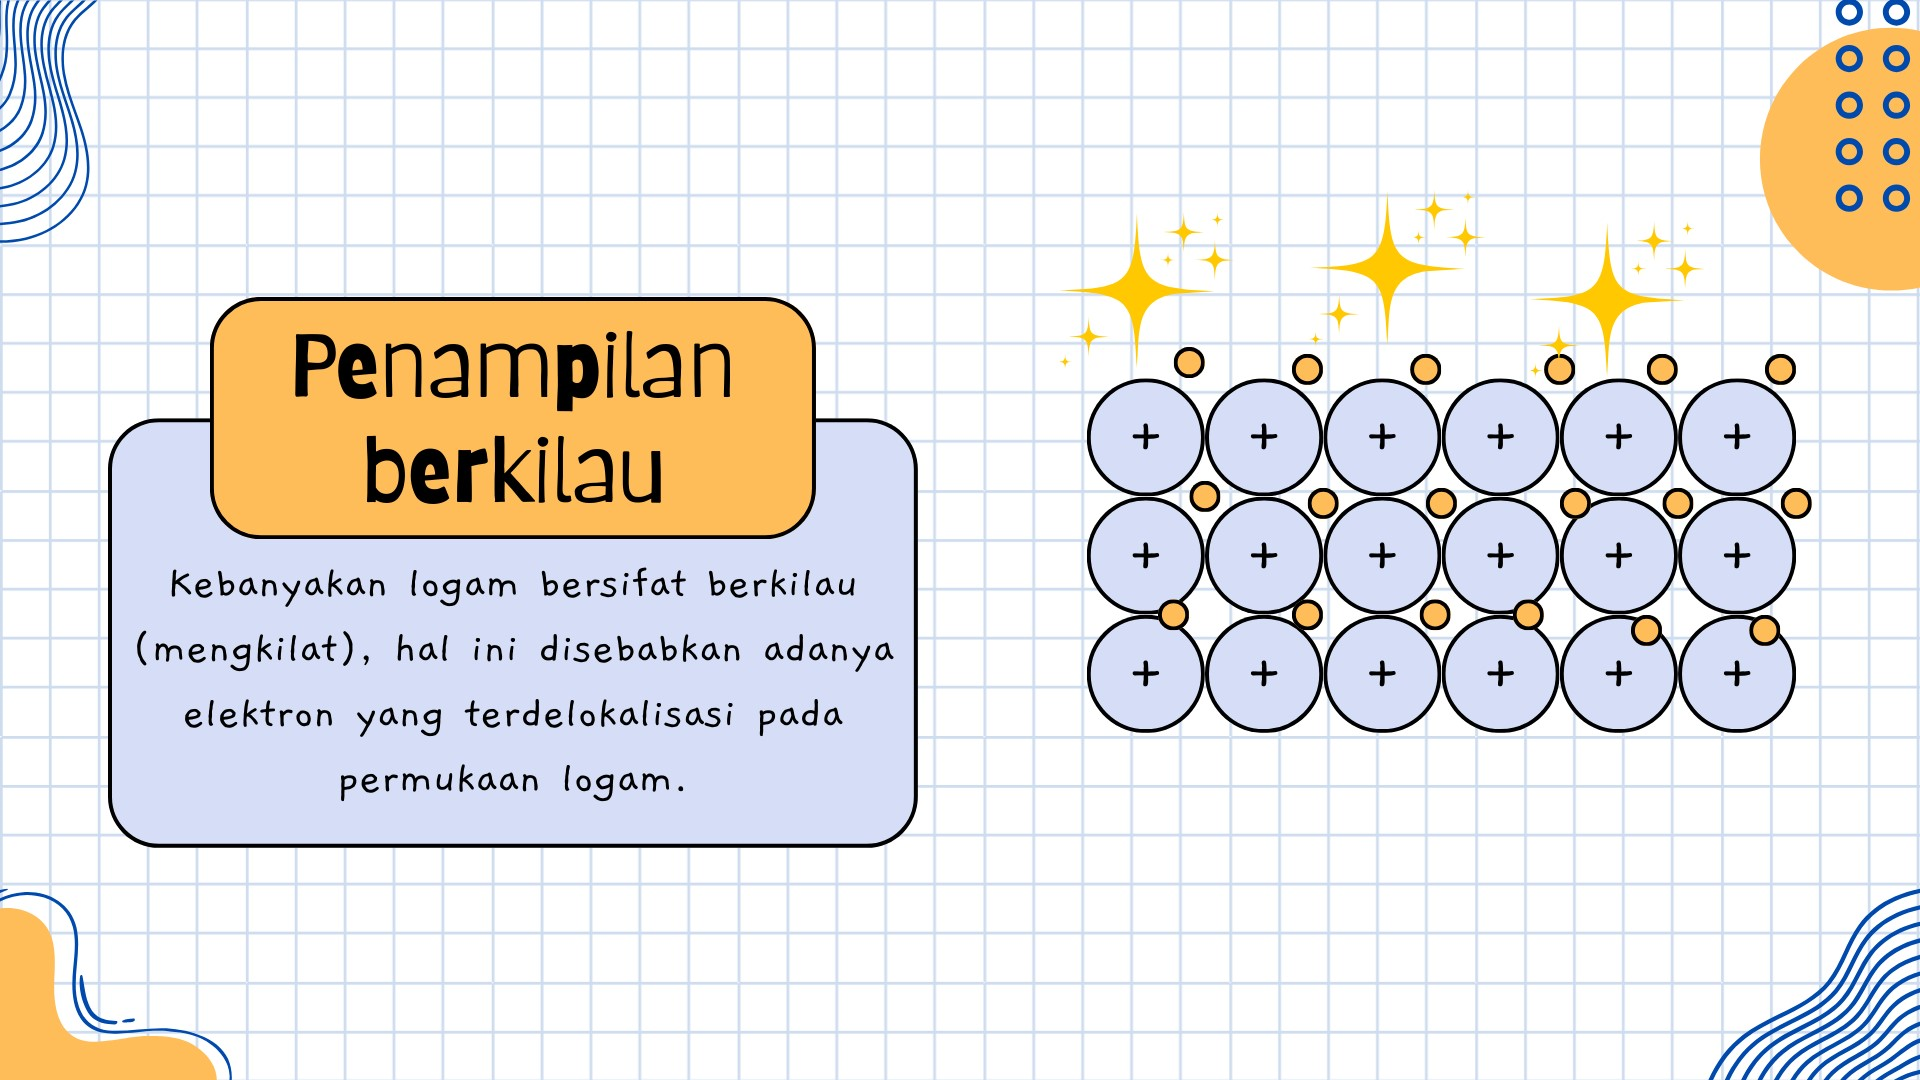 Penampilan
berkilau
Kebanyakan logam bersifat berkilau
(mengkilat), hal ini disebabkan adanya
elektron yang terdelokalisasi pada
permukaan logam.
+ + + + + +
+ + + + + +
+ + + + + +